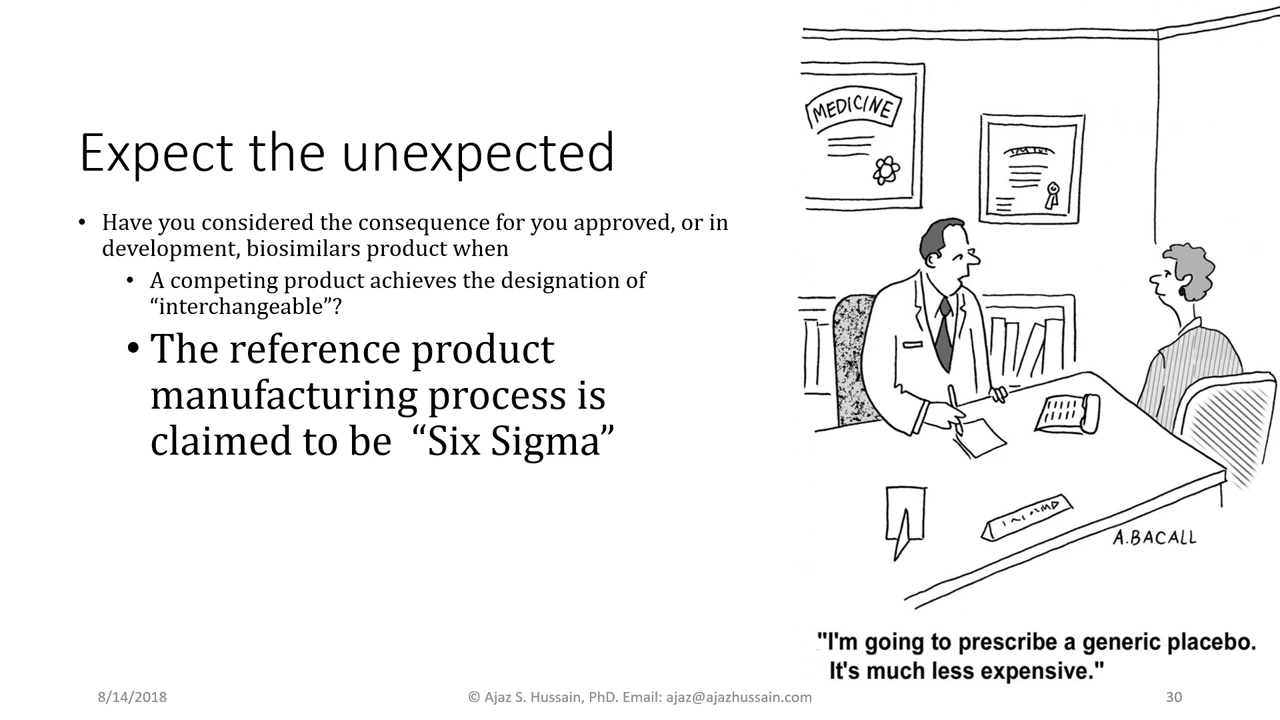 Expect the unexpected
• Have you considered the consequence for you approved, or in
development, biosimilars product when
• A competing product achieves the designation of
“interchangeable”?
• The reference product
manufacturing process is
claimed to be “Six Sigma”
MEDICINE
A.BACALL
"I'm going to prescribe a generic placebo.
It's much less expensive."
8/14/2018
© Ajaz S. Hussain, PhD. Email: ajaz@ajazhussain.com
30